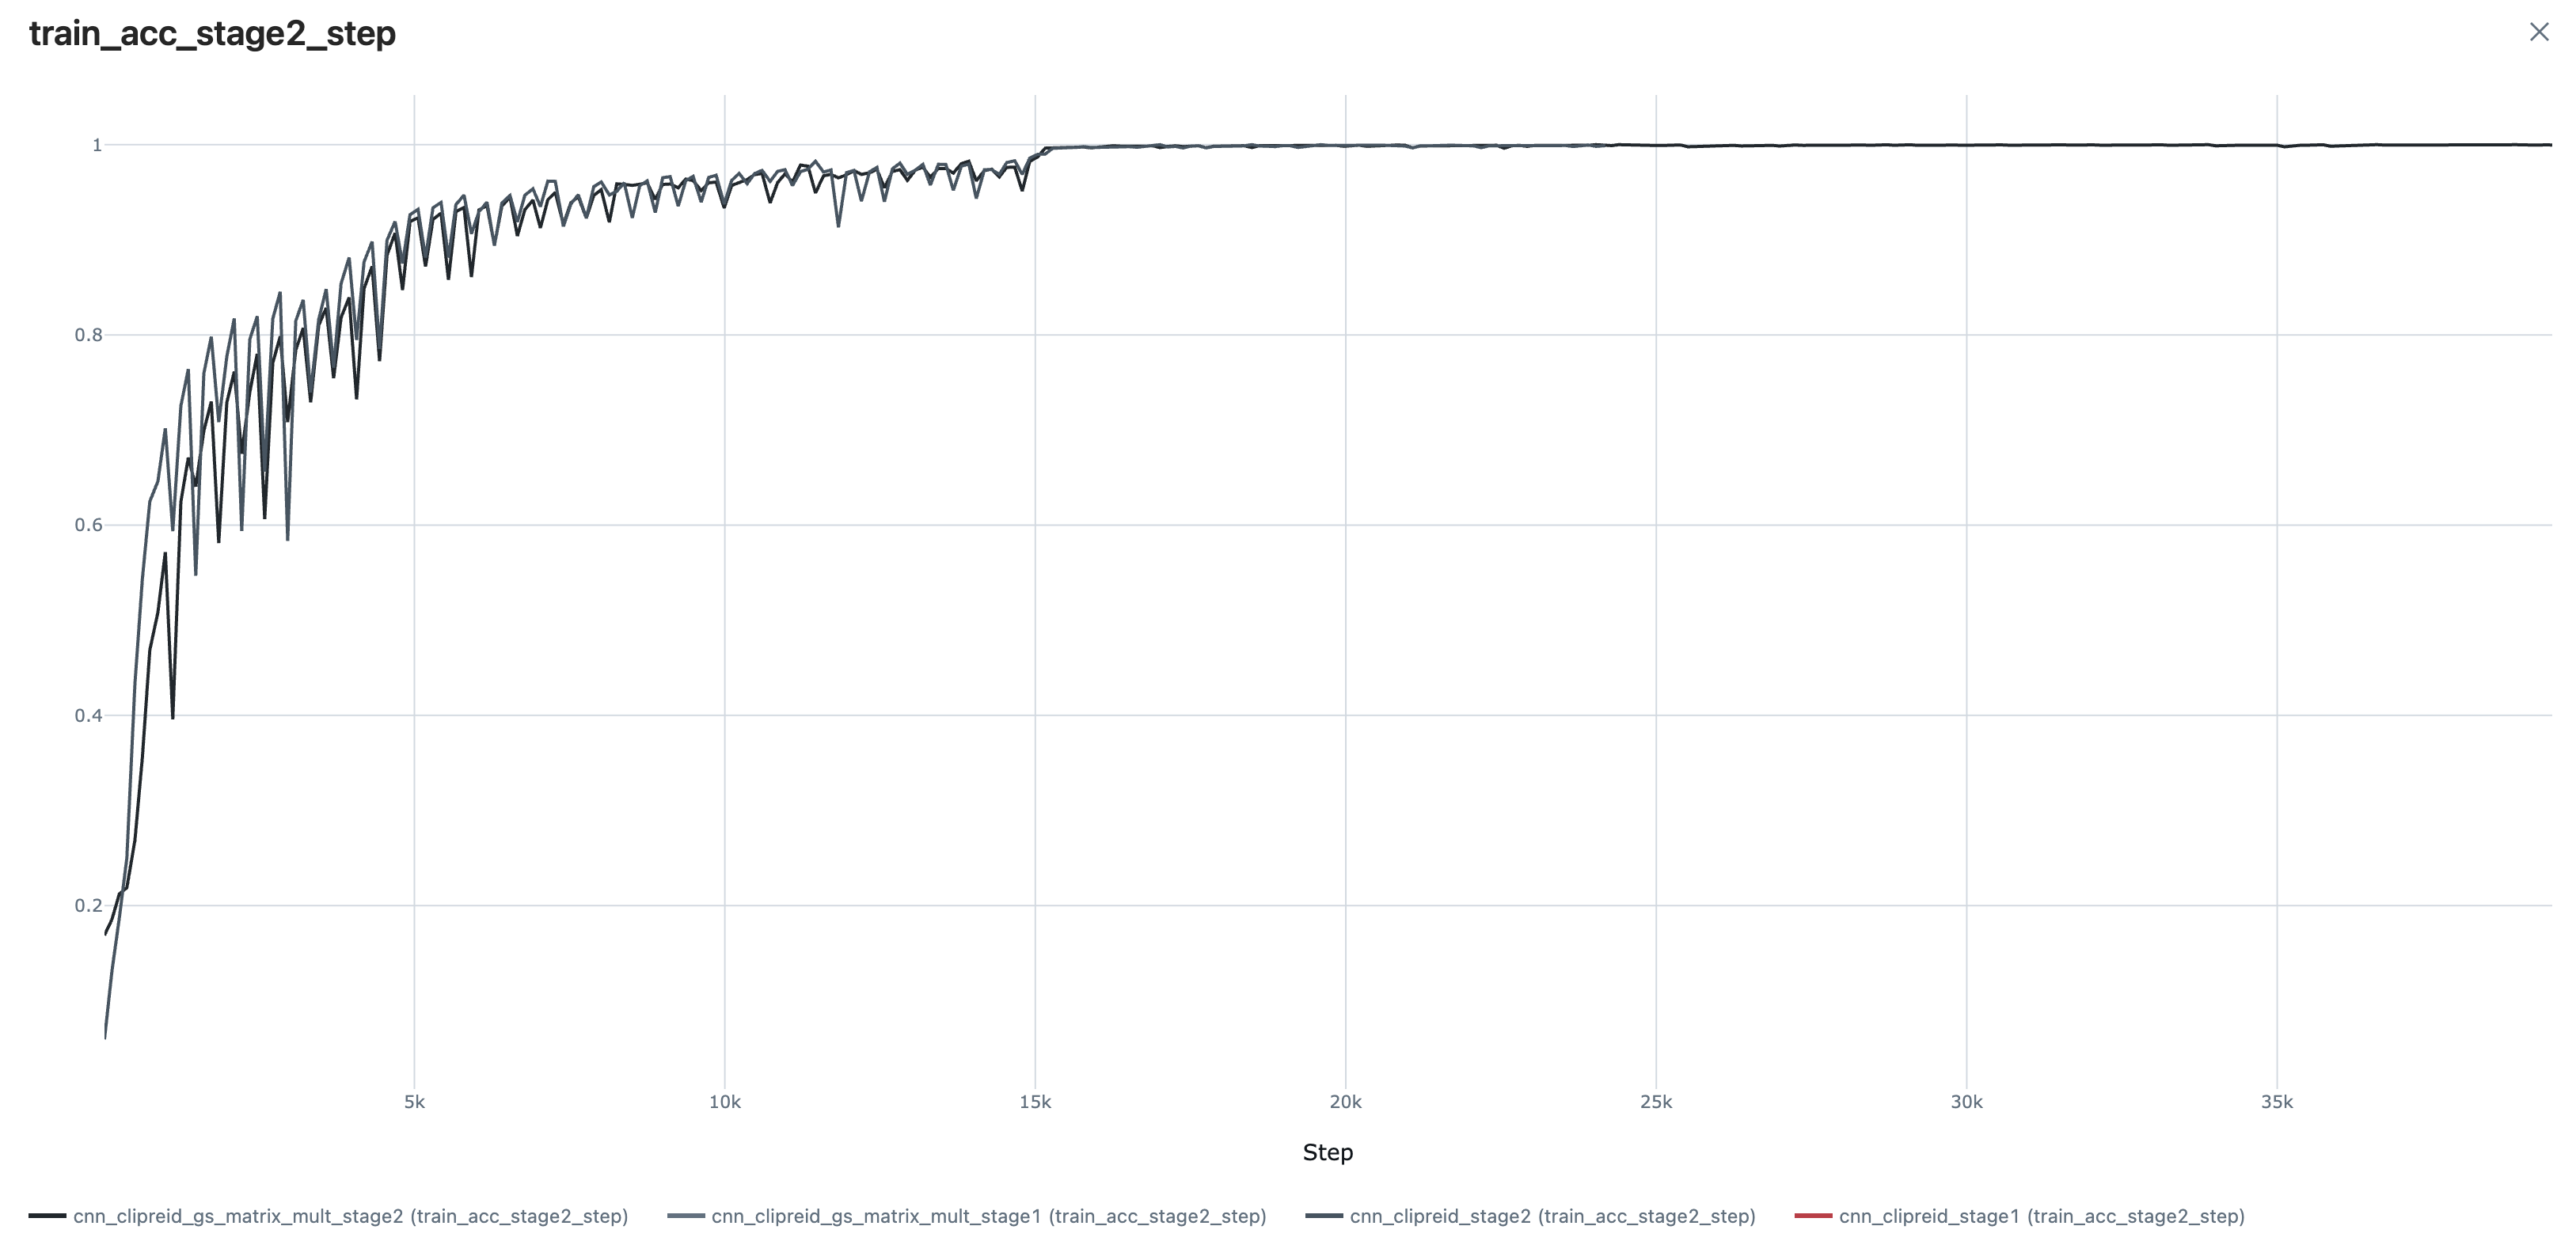 train_acc_stage2_step
1
0.8
0.6
0.4
0.2
5k 10k 15k 20k 25k 30k 35k
Step
cnn_clipreid_gs_matrix_mult_stage2 (train_acc_stage2_step) cnn_clipreid_gs_matrix_mult_stage1 (train_acc_stage2_step) cnn_clipreid_stage2 (train_acc_stage2_step) cnn_clipreid_stage1 (train_acc_stage2_step)